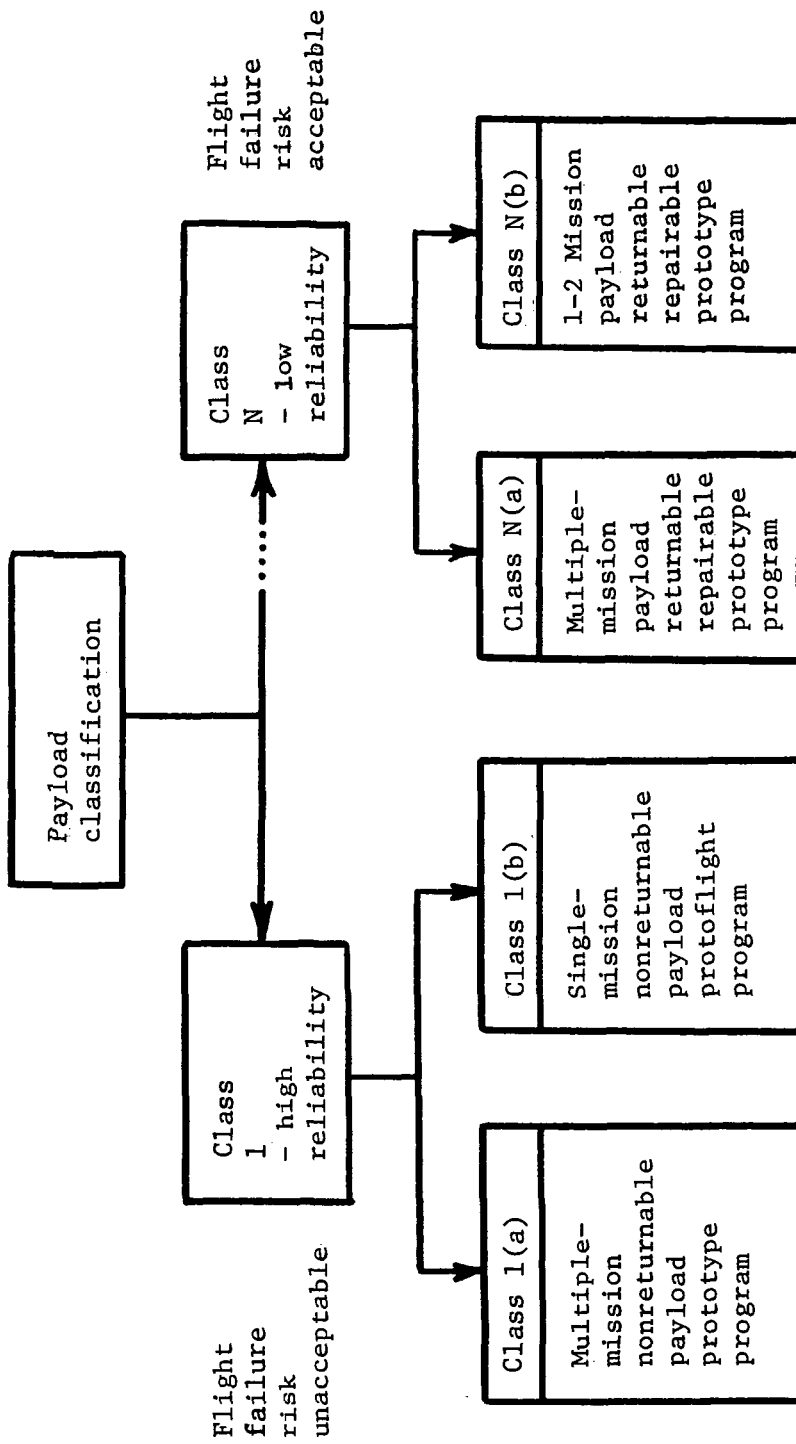 Payload
classification
Flight
failure
risk
unacceptable
Class
1
- high
reliability
Class
N
- low
reliability
Flight
failure
risk
acceptable
Class 1(a)
Multiple-
mission
nonreturnable
payload
prototype
program
Class 1(b)
Single-
mission
nonreturnable
payload
protoflight
program
Class N(a)
Multiple-
mission
payload
returnable
repairable
prototype
program
Class N(b)
1-2 Mission
payload
returnable
repairable
prototype
program